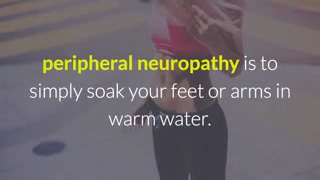 peripheral neuropathy is to
simply soak your feet or arms in
warm water.